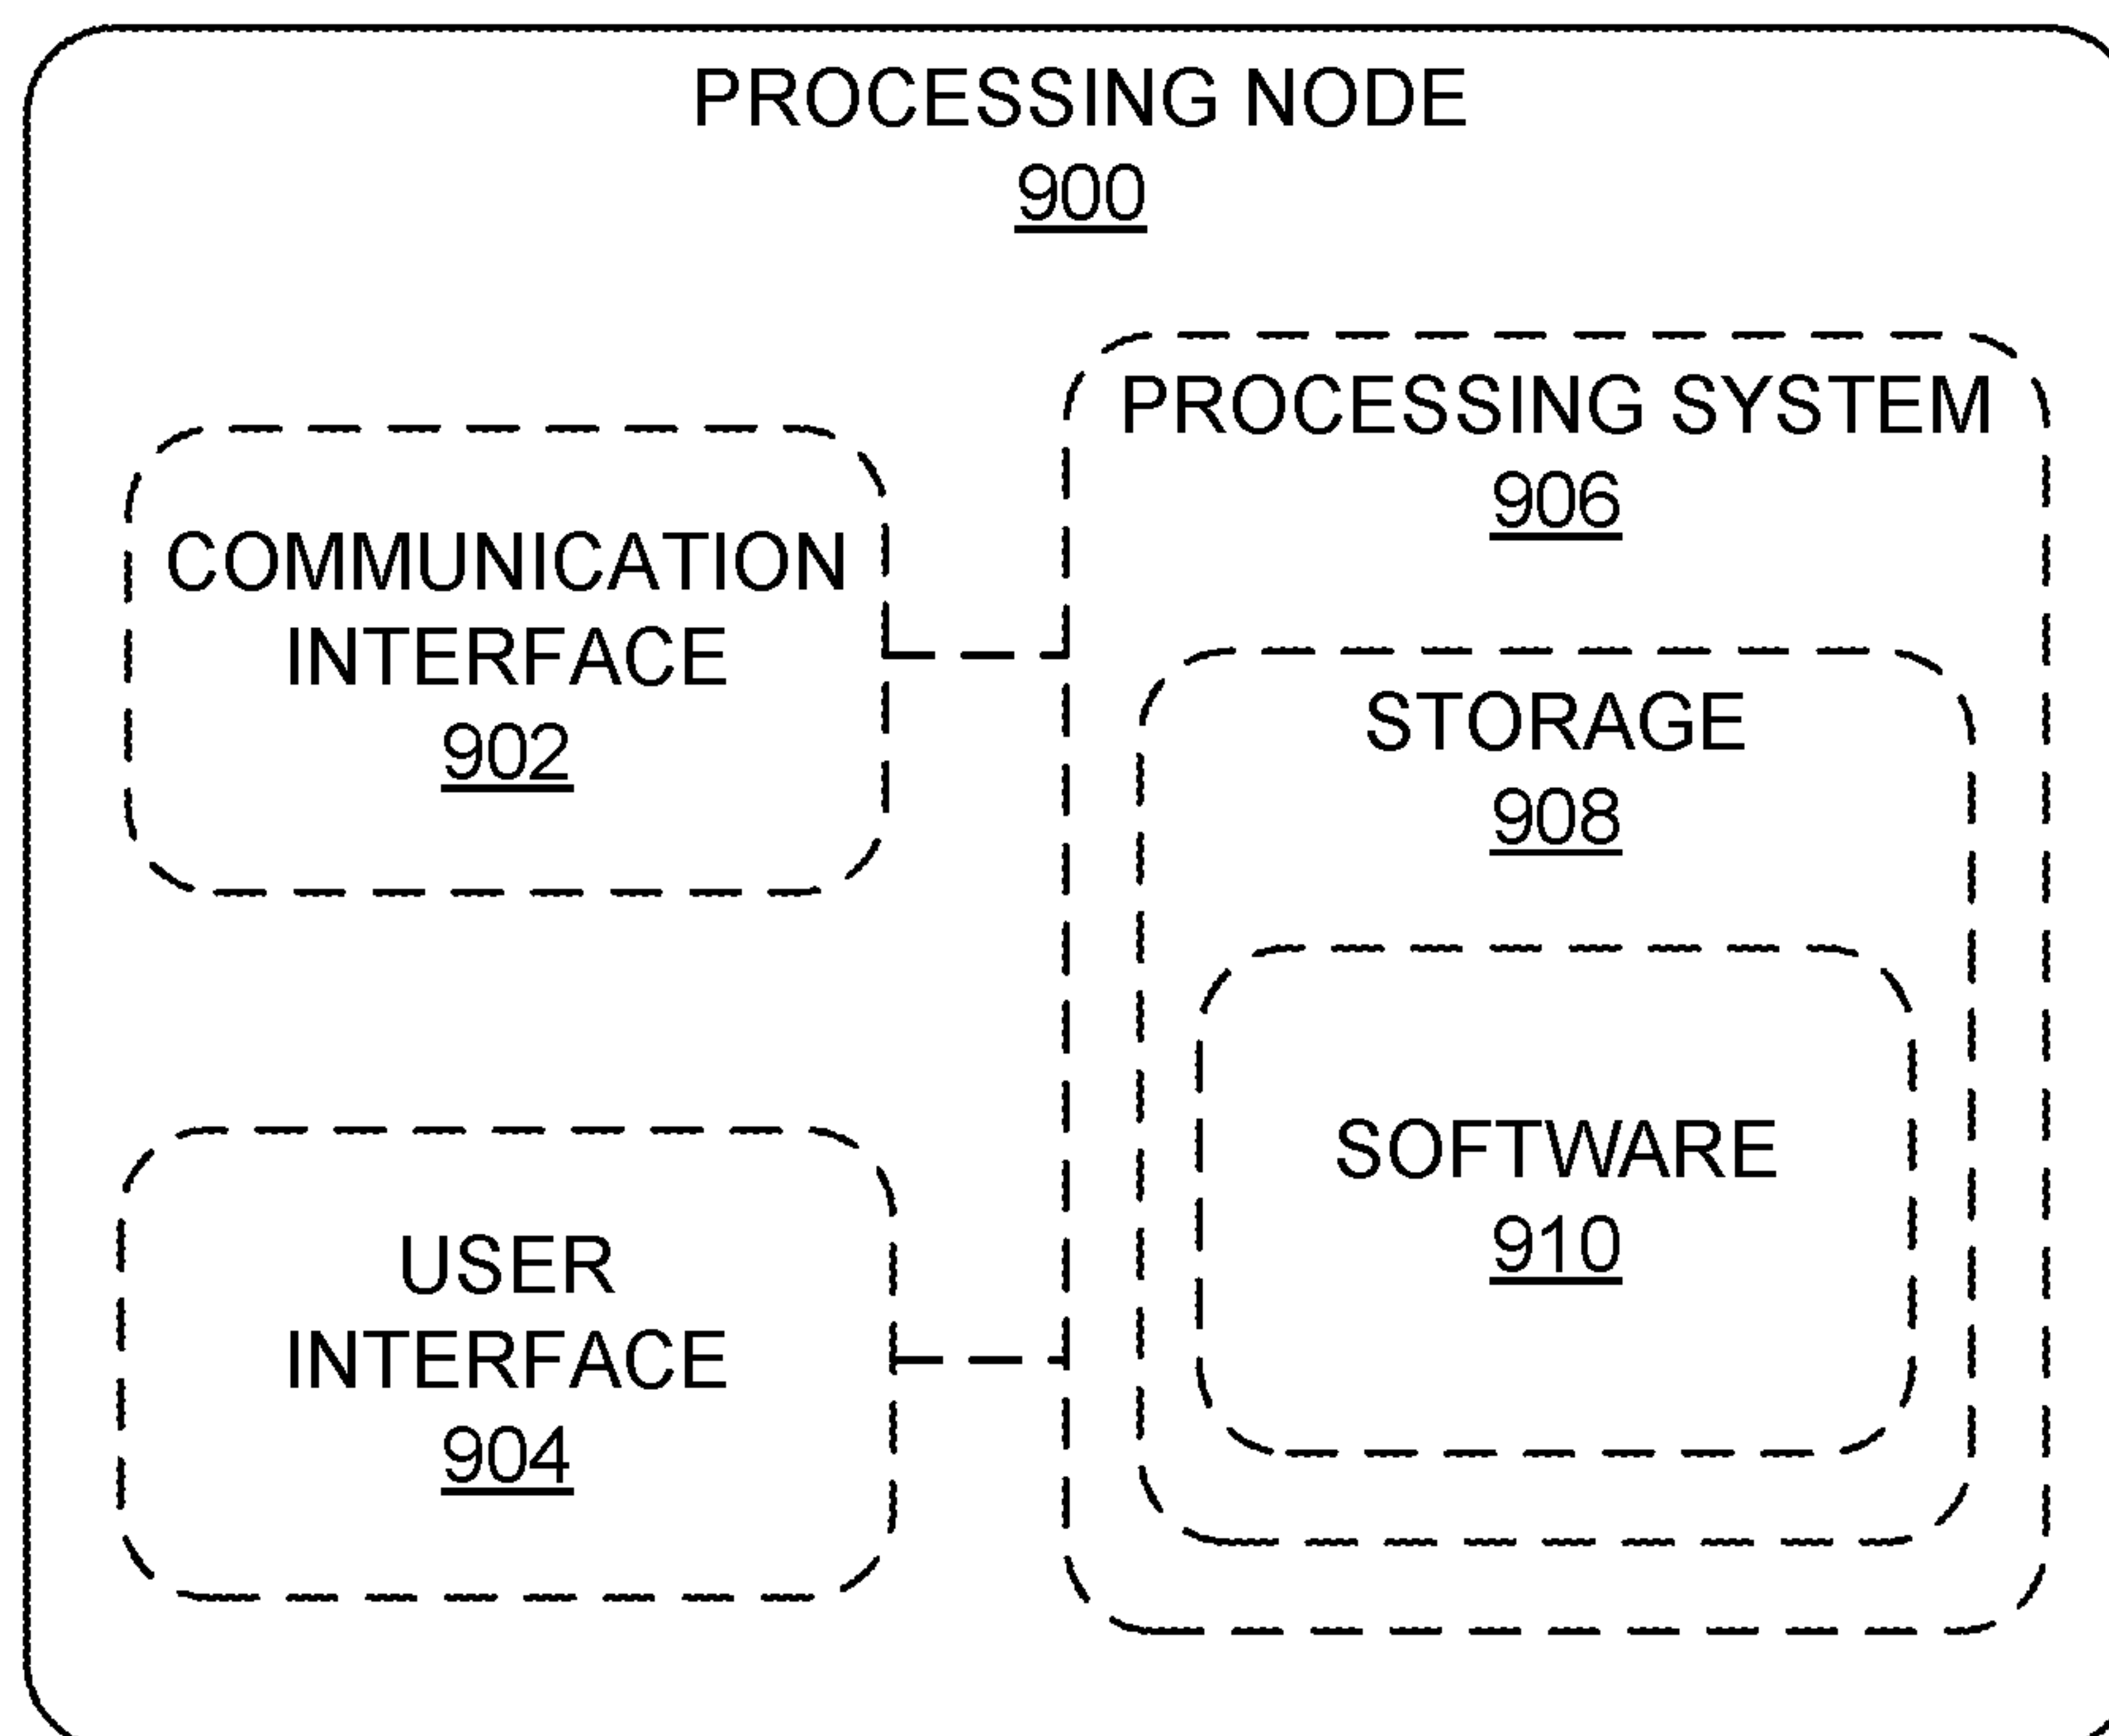 PROCESSING NODE
900
PROCESSING SYSTEM
906
COMMUNICATION
INTERFACE
902
STORAGE
908
SOFTWARE
910
USER
INTERFACE
904